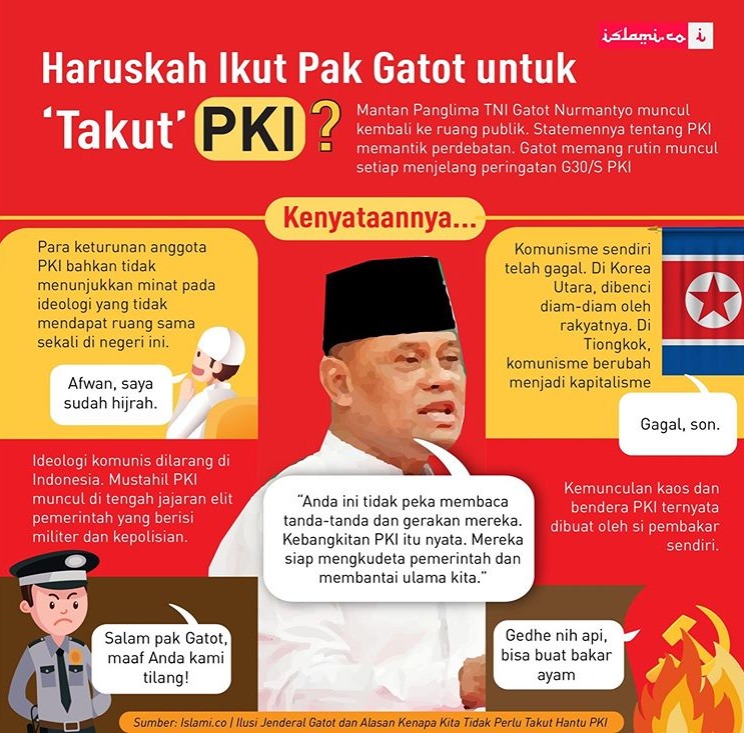 islami.co i
Haruskah Ikut Pak Gatot untuk
‘Takut’ PKI ?
Mantan Panglima TNI Gatot Nurmantyo muncul
kembali ke ruang publik. Statemennya tentang PKI
memantik perdebatan. Gatot memang rutin muncul
setiap menjelang peringatan G30/S PKI
Kenyataannya...
Para keturunan anggota
PKI bahkan tidak
menunjukkan minat pada
ideologi yang tidak
mendapat ruang sama
sekali di negeri ini.
Afwan, saya
sudah hijrah.
Komunisme sendiri
telah gagal. Di Korea
Utara, dibenci
diam-diam oleh
rakyatnya. Di
Tiongkok,
komunisme berubah
menjadi kapitalisme
Gagal, son.
Ideologi komunis dilarang di
Indonesia. Mustahil PKI
muncul di tengah jajaran elit
pemerintah yang berisi
militer dan kepolisian.
“Anda ini tidak peka membaca
tanda-tanda dan gerakan mereka.
Kebangkitan PKI itu nyata. Mereka
siap mengkudeta pemerintah dan
membantai ulama kita.”
Kemunculan kaos dan
bendera PKI ternyata
dibuat oleh si pembakar
sendiri.
Salam pak Gatot,
maaf Anda kami
tilang!
Gedhe nih api,
bisa buat bakar
ayam
Sumber: Islami.co | Ilusi Jenderal Gatot dan Alasan Kenapa Kita Tidak Perlu Takut Hantu PKI